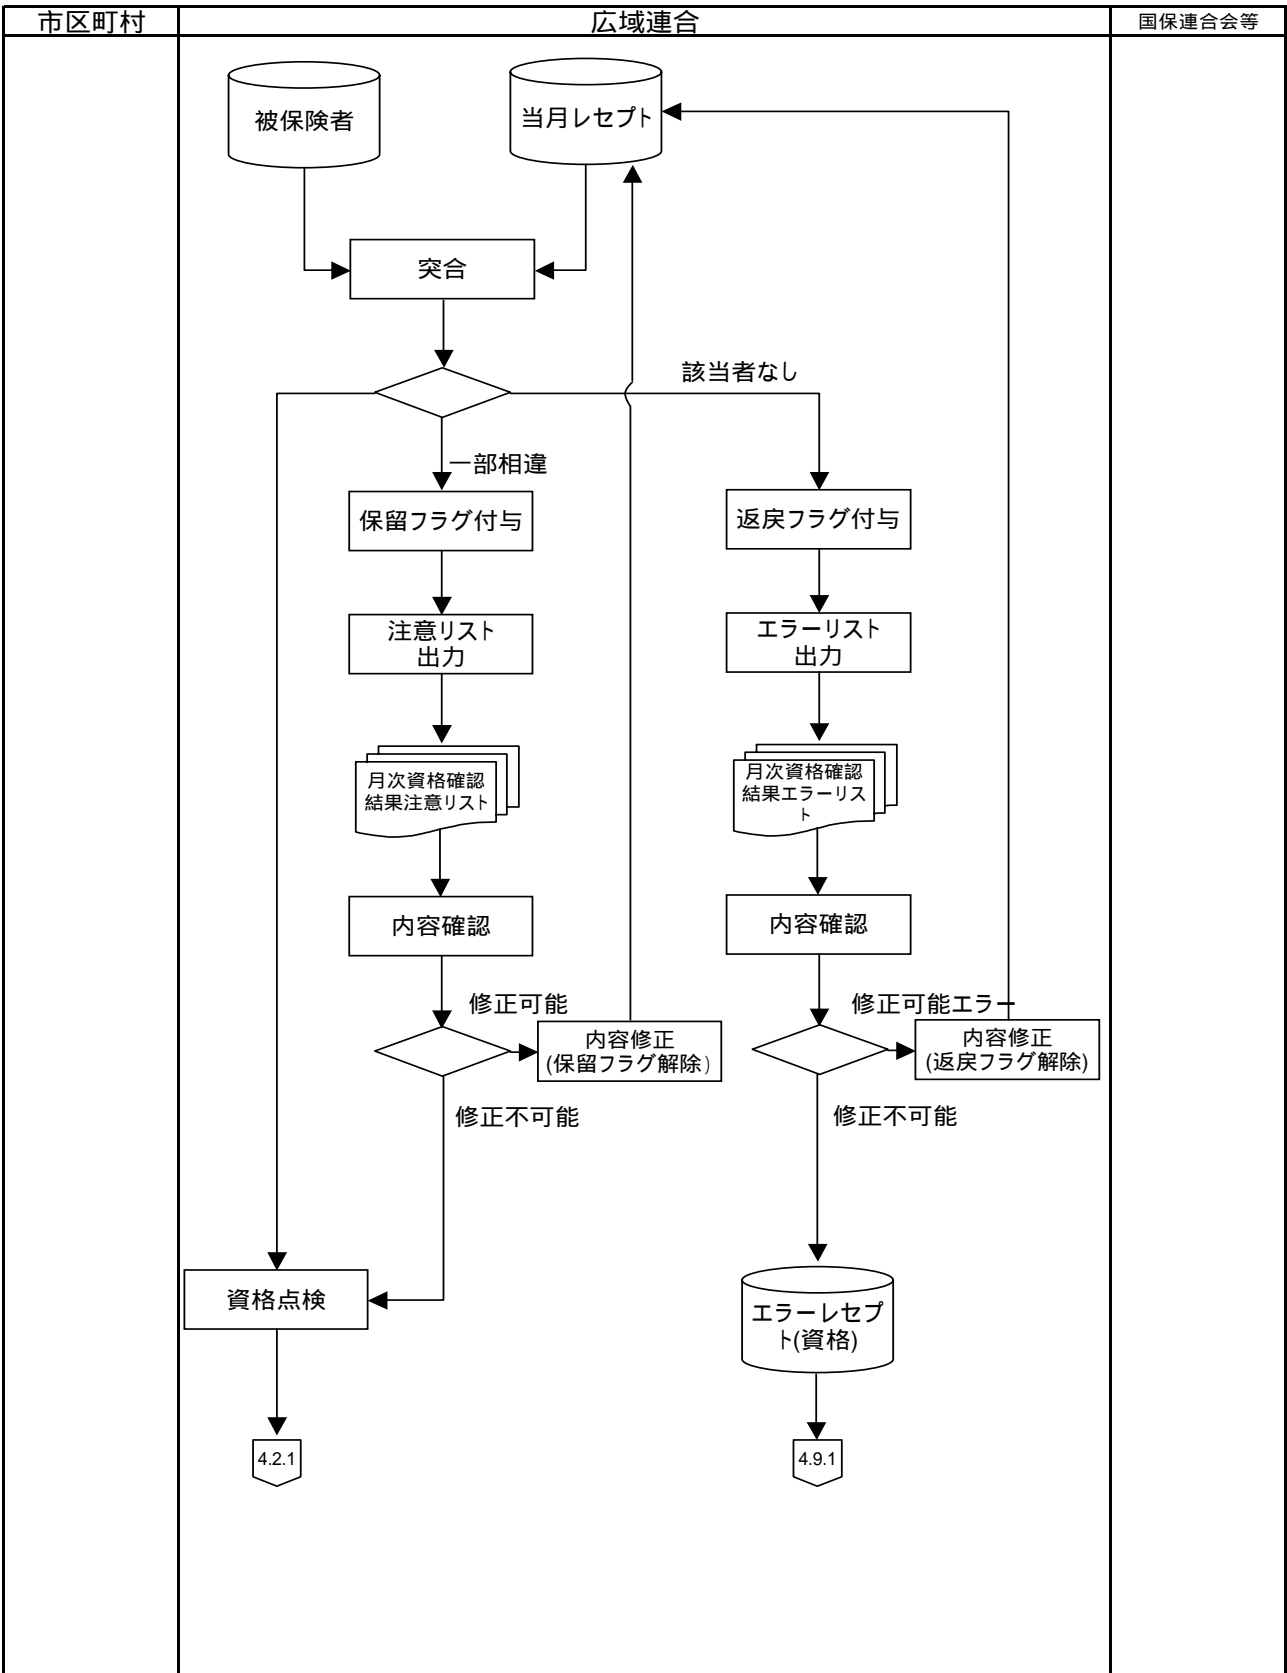 市区町村
広域連合
国保連合会等
被保険者
当月レセプト
突合
該当者なし
一部相違
保留フラグ付与
返戻フラグ付与
注意リスト
出力
エラーリスト
出力
月次資格確認
結果注意リスト
月次資格確認
結果エラーリス
ト
内容確認
内容確認
修正可能
修正可能エラー
内容修正
(保留フラグ解除)
内容修正
(返戻フラグ解除)
修正不可能
修正不可能
資格点検
エラーレセプ
ト(資格)
4.2.1
4.9.1